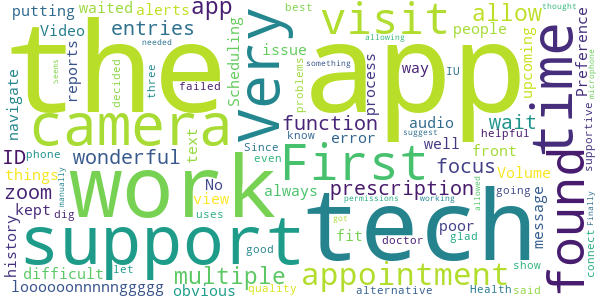 putting waited alerts app
Video entries
visit allow
people
upcoming
best thought
allowing
time
Preference
the app
Very
Scheduling
issue
problems
process
three
something
way IU
failed
navigate
reports
decided
needed
seems
camera
function
No
audio
error
wait
well helpful
supportive
microphone
found
text
Since know
even
ID phone
wonderful
First
focus
front
suggest
things
zoom
manually
work
always
prescription
Volume
No
view
uses
allowed
going
message
history
kept
dig
support
tech
fit
got
permissions
working
doctor
poor
glad
connect
Finally
show
difficult
let
multiple
good
appointment
loooooonnnnnggggg
obvious
quality
alternative
Health
said